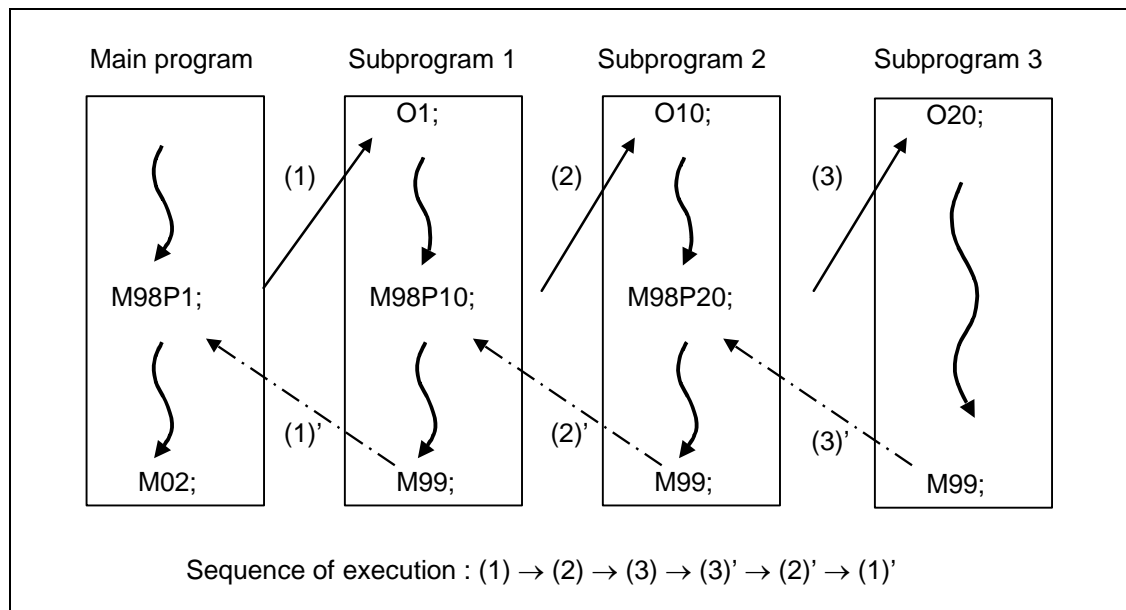 Main program Subprogram 1 Subprogram 2 Subprogram 3
O1; O10; O20;
(1) (2) (3)
M98P1; M98P10; M98P20;
(1)’ (2)’ (3)’
M02; M99; M99; M99;
Sequence of execution : (1) → (2) → (3) → (3)’ → (2)’ → (1)’